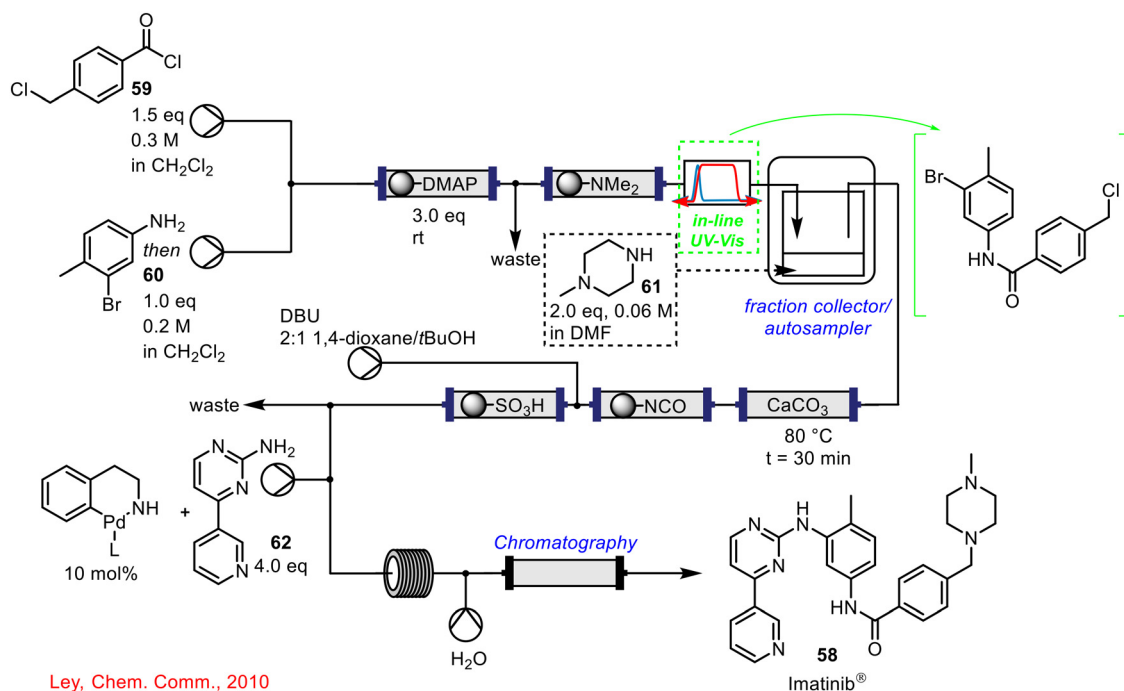 O
Cl
Cl
59
1.5 eq
0.3 M
in CH₂Cl₂
NH₂
then
60
Br
1.0 eq
0.2 M
in CH₂Cl₂
DMAP
3.0 eq
rt
waste
NMe₂
in-line
UV-Vis
NH
N
61
2.0 eq, 0.06 M
in DMF
fraction collector/
autosampler
Br
Cl
HN
O
DBU
2:1 1,4-dioxane/tBuOH
waste
SO₃H
NCO
CaCO₃
80 °C
t = 30 min
Pd
NH
L
10 mol%
+
N
NH₂
N
N
62
4.0 eq
Chromatography
H₂O
N
N
H
N
N
N
N
HN
O
58
Imatinib®
Ley, Chem. Comm., 2010